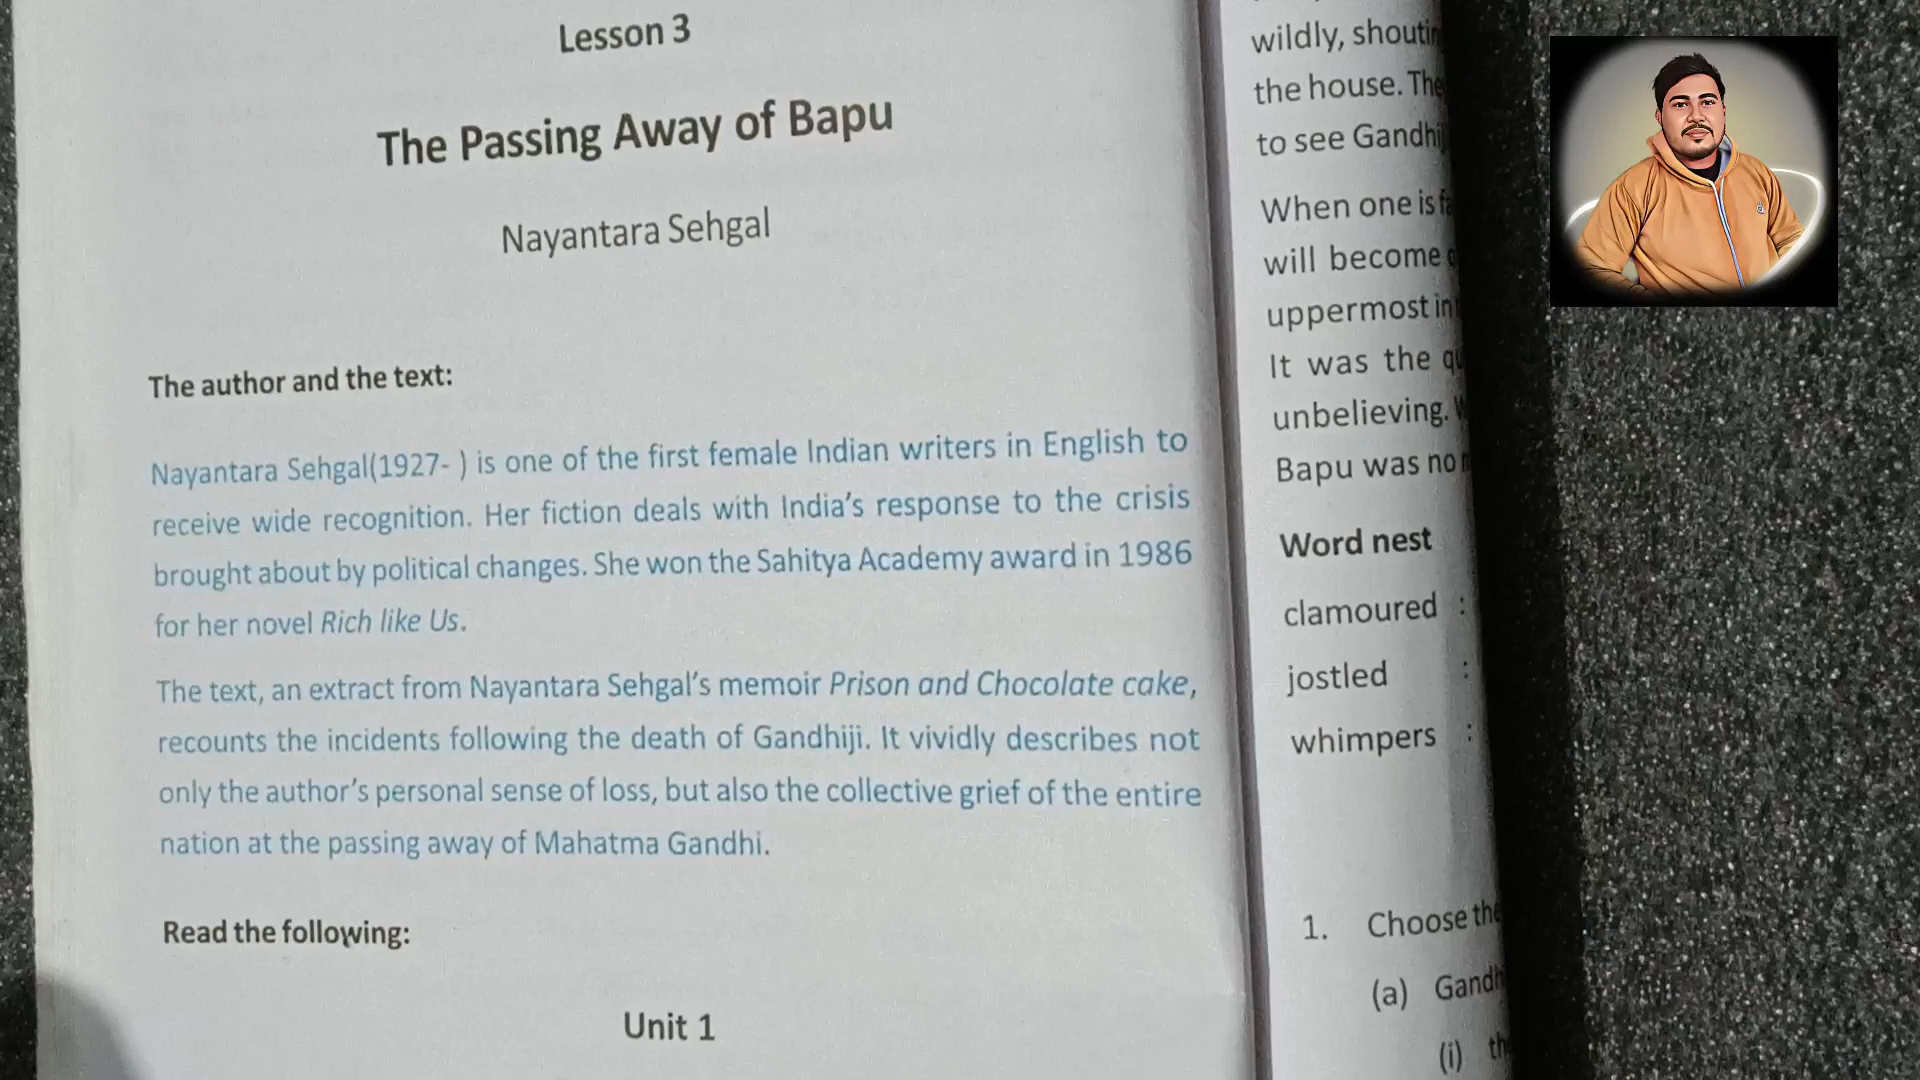 Lesson 3
The Passing Away of Bapu
Nayantara Sehgal
The author and the text:
Nayantara Sehgal(1927- ) is one of the first female Indian writers in English to
receive wide recognition. Her fiction deals with India's response to the crisis
brought about by political changes. She won the Sahitya Academy award in 1986
for her novel Rich like Us.
The text, an extract from Nayantara Sehgal's memoir Prison and Chocolate cake,
recounts the incidents following the death of Gandhiji. It vividly describes not
only the author's personal sense of loss, but also the collective grief of the entire
nation at the passing away of Mahatma Gandhi.
Read the following:
Unit 1
wildly,
the house.
to see
When one is
will become
uppermost in
It was the
unbelieving.
Bapu was no
Word nest
clamoured :
jostled :
whimpers :
1. Choose
(a)
(i)